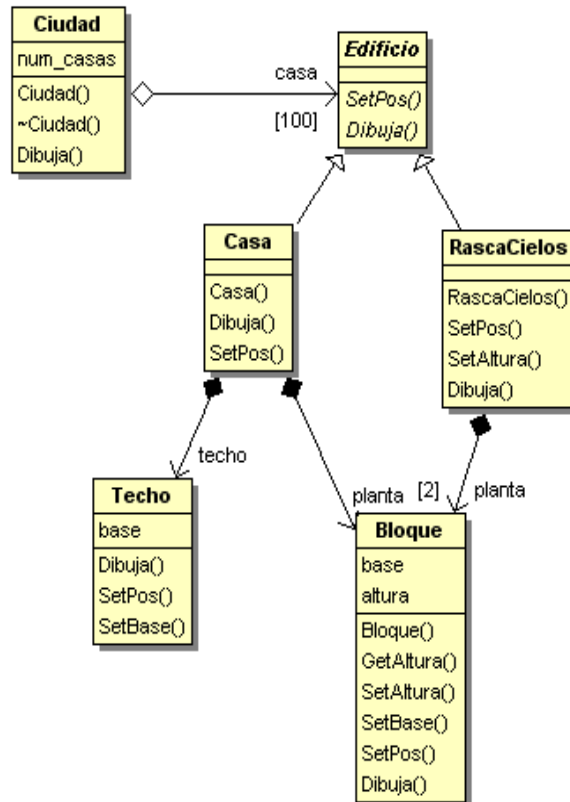 Ciudad
num_casas
Ciudad()
~Ciudad()
Dibuja()
casa
[100]
Edificio
SetPos()
Dibuja()
Casa
Casa()
Dibuja()
SetPos()
RascaCielos
RascaCielos()
SetPos()
SetAltura()
Dibuja()
techo
planta
[2]
planta
Techo
base
Dibuja()
SetPos()
SetBase()
Bloque
base
altura
Bloque()
GetAltura()
SetAltura()
SetBase()
SetPos()
Dibuja()